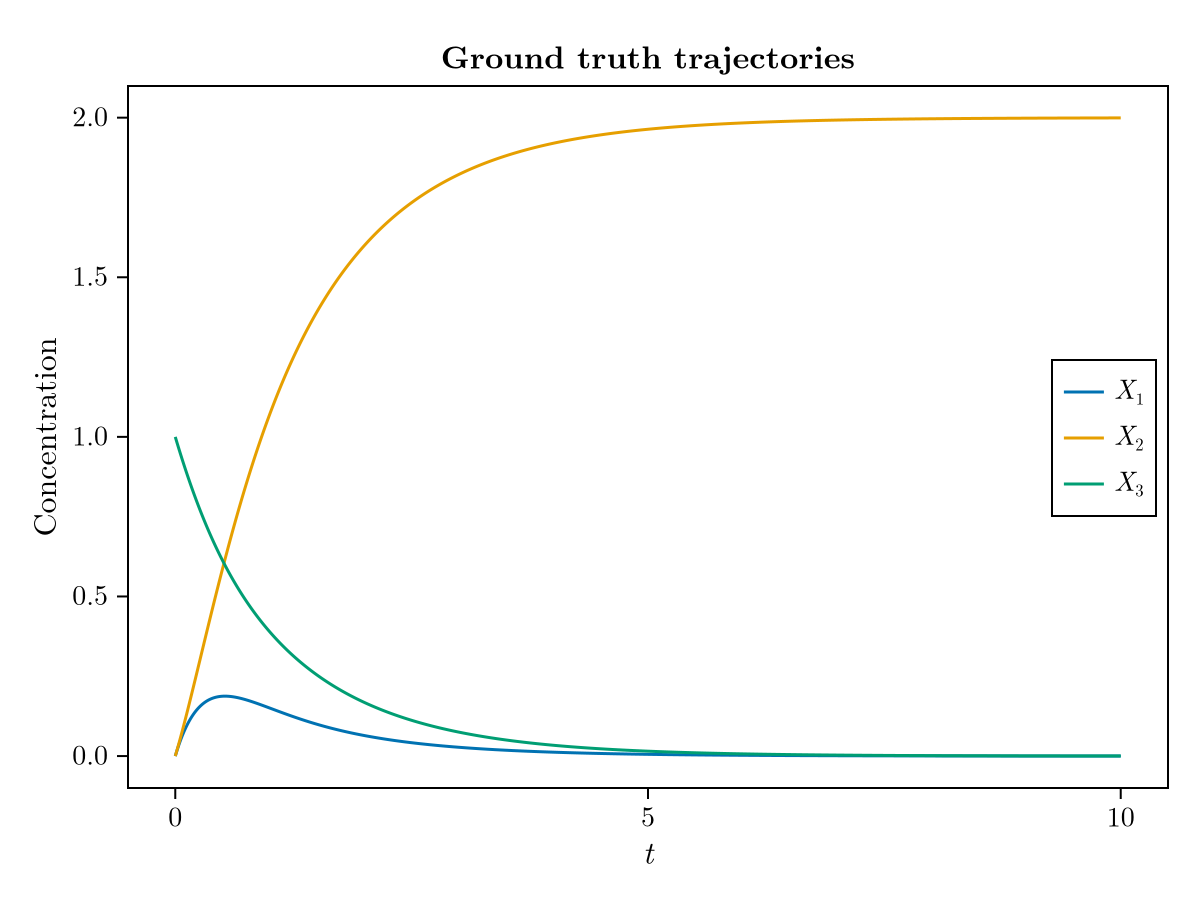 Ground truth trajectories
2.0
1.5
1.0
0.5
0.0
Concentration
0 5 10
t
X₁
X₂
X₃